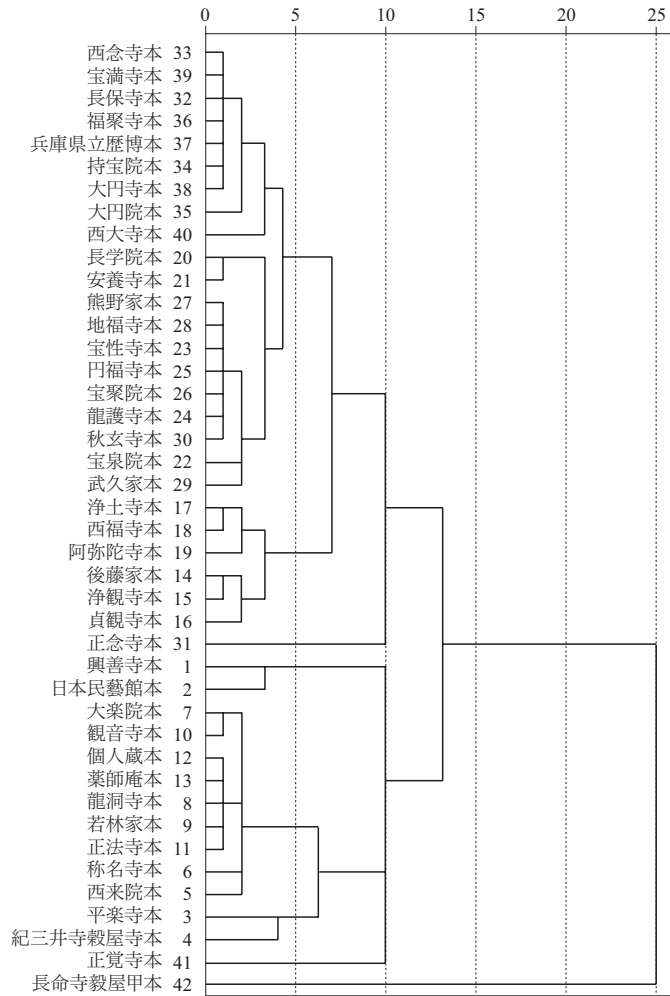 0 5 10 15 20 25
西念寺本 33
宝満寺本 39
長保寺本 32
福聚寺本 36
兵庫県立歴博本 37
持宝院本 34
大円寺本 38
大円院本 35
西大寺本 40
長学院本 20
安養寺本 21
熊野家本 27
地福寺本 28
宝性寺本 23
円福寺本 25
宝聚院本 26
龍護寺本 24
秋玄寺本 30
宝泉院本 22
武久家本 29
浄土寺本 17
西福寺本 18
阿弥陀寺本 19
後藤家本 14
浄観寺本 15
貞観寺本 16
正念寺本 31
興善寺本 1
日本民藝館本 2
大楽院本 7
観音寺本 10
個人蔵本 12
薬師庵本 13
龍洞寺本 8
若林家本 9
正法寺本 11
称名寺本 6
西来院本 5
平楽寺本 3
紀三井寺穀屋寺本 4
正覚寺本 41
長命寺毅屋甲本 42